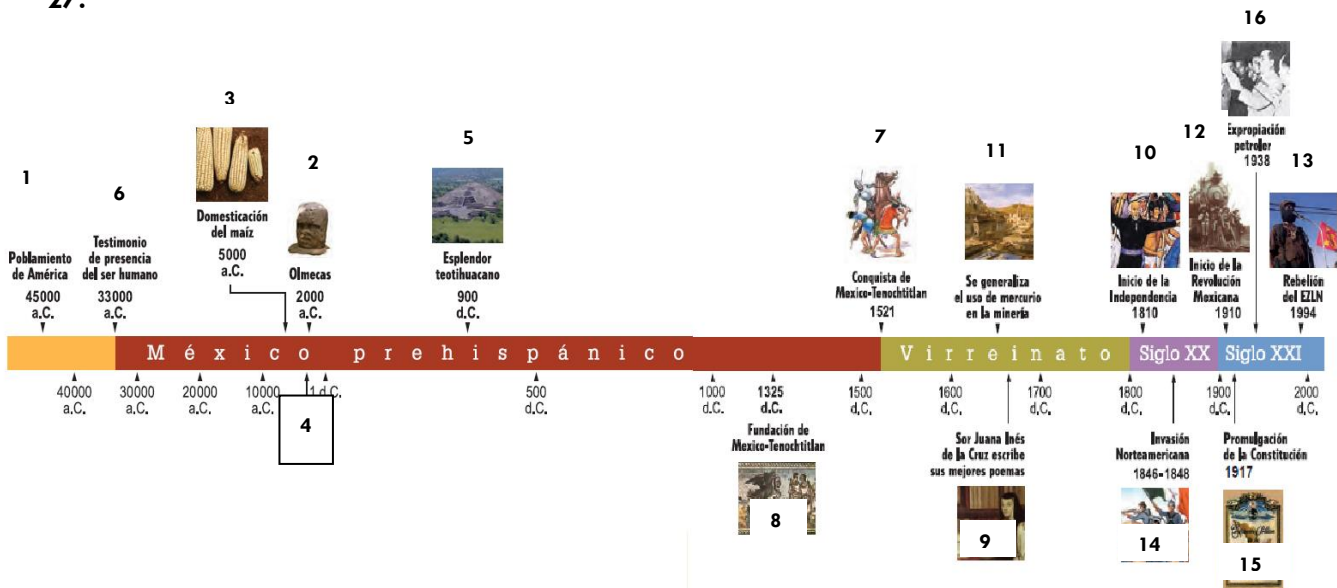 27.
16
Expropiación
petroler
1938
3
Domesticación
del maíz
5000
a.C.
2
Olmecas
2000
a.C.
5
Esplendor
teotihuacano
900
d.C.
7
Conquista de
Mexico-Tenochtitlan
1521
11
Se generaliza
el uso de mercurio
en la minería
10
Inicio de la
Independencia
1810
12
Inicio de la
Revolución
Mexicana
1910
13
Rebelión
del EZLN
1994
1
Poblamiento
de América
45000
a.C.
6
Testimonio
de presencia
del ser humano
33000
a.C.
México prehispánico
Virreinato
Siglo XX
Siglo XXI
40000
a.C.
30000
a.C.
20000
a.C.
10000
a.C.
1 d.C.
500
d.C.
1000
d.C.
1325
d.C.
1500
d.C.
1600
d.C.
1700
d.C.
1800
d.C.
1900
d.C.
2000
d.C.
4
Fundación de
Mexico-Tenochtitlan
8
Sor Juana Inés
de la Cruz escribe
sus mejores poemas
9
Invasión
Norteamericana
1846-1848
14
Promulgación
de la Constitución
1917
15